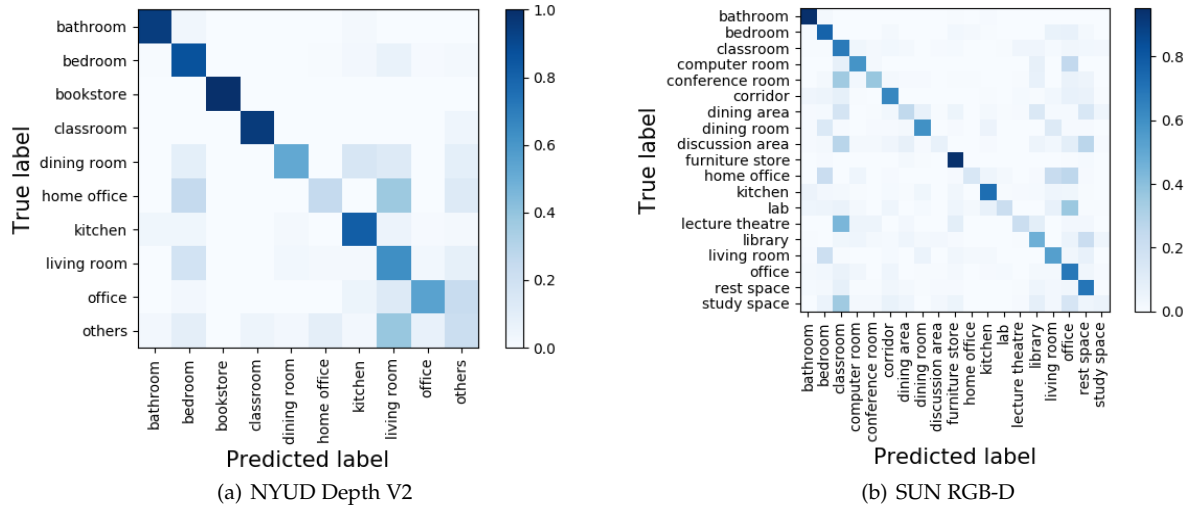 bathroom
bedroom
bookstore
classroom
dining room
home office
kitchen
living room
office
others
True label
bathroom
bedroom
bookstore
classroom
dining room
home office
kitchen
living room
office
others
Predicted label
1.0
0.8
0.6
0.4
0.2
0.0
(a) NYUD Depth V2
bathroom
bedroom
classroom
computer room
conference room
corridor
dining area
dining room
discussion area
furniture store
home office
kitchen
lab
lecture theatre
library
living room
office
rest space
study space
True label
bathroom
bedroom
classroom
computer room
conference room
corridor
dining area
dining room
discussion area
furniture store
home office
kitchen
lab
lecture theatre
library
living room
office
rest space
study space
Predicted label
0.8
0.6
0.4
0.2
0.0
(b) SUN RGB-D